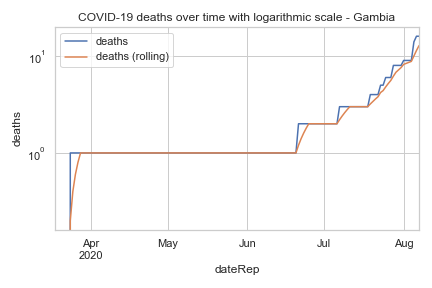 COVID-19 deaths over time with logarithmic scale - Gambia
deaths
deaths (rolling)
10¹
10⁰
deaths
Apr
2020
May
Jun
Jul
Aug
dateRep